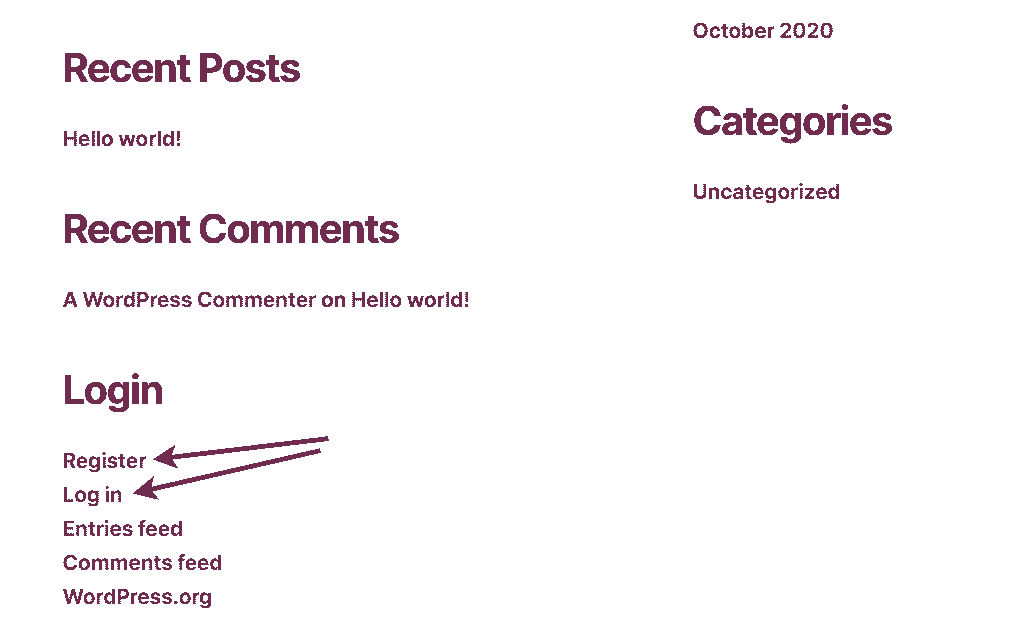 Recent Posts
Hello world!
Recent Comments
A WordPress Commenter on Hello world!
Login
Register
Log in
Entries feed
Comments feed
WordPress.org
October 2020
Categories
Uncategorized